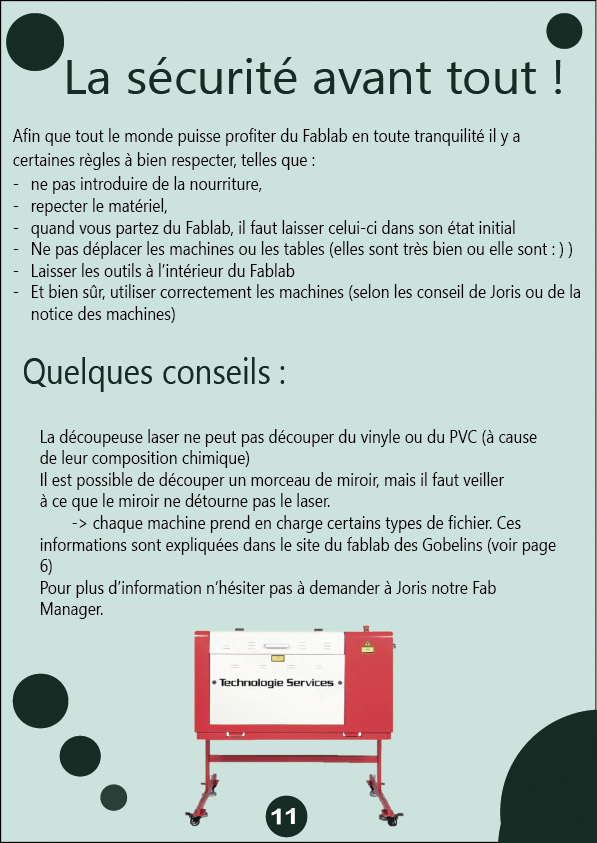 La sécurité avant tout !
Afin que tout le monde puisse profiter du Fablab en toute tranquilité il y a
certaines règles à bien respecter, telles que :
- ne pas introduire de la nourriture,
- repecter le matériel,
- quand vous partez du Fablab, il faut laisser celui-ci dans son état initial
- Ne pas déplacer les machines ou les tables (elles sont très bien ou elle sont : ) )
- Laisser les outils à l'intérieur du Fablab
- Et bien sûr, utiliser correctement les machines (selon les conseil de Joris ou de la
notice des machines)
Quelques conseils :
La découpeuse laser ne peut pas découper du vinyle ou du PVC (à cause
de leur composition chimique)
Il est possible de découper un morceau de miroir, mais il faut veiller
à ce que le miroir ne détourne pas le laser.
-> chaque machine prend en charge certains types de fichier. Ces
informations sont expliquées dans le site du fablab des Gobelins (voir page
6)
Pour plus d'information n'hésiter pas à demander à Joris notre Fab
Manager.
• Technologie Services •
11